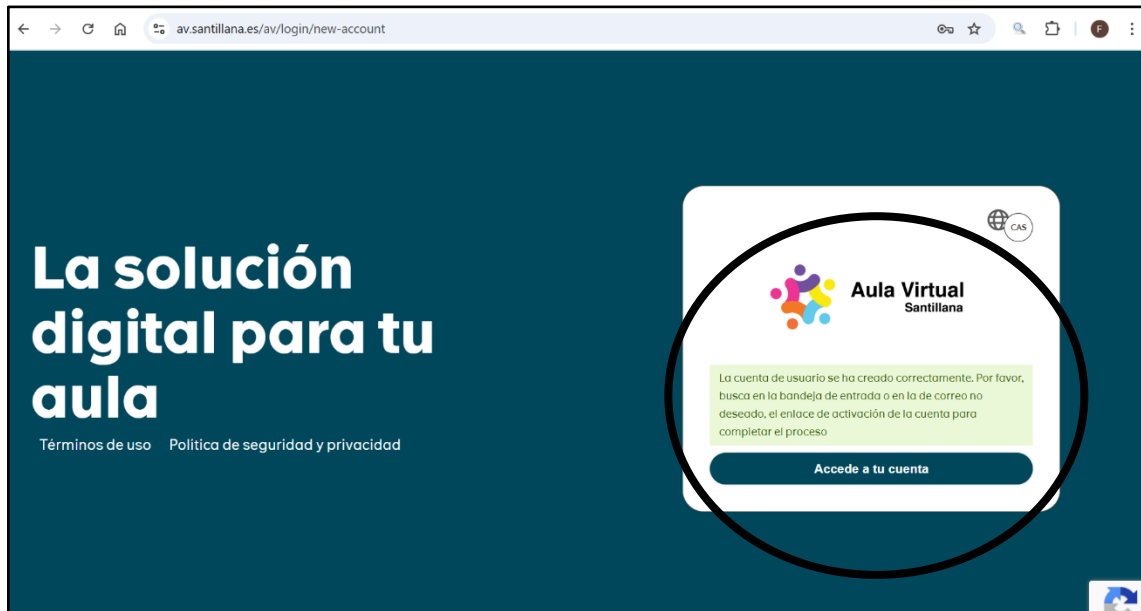 av.santillana.es/av/login/new-account
F
CAS
Aula Virtual
Santillana
La solución
digital para tu
aula
Términos de uso Política de seguridad y privacidad
La cuenta de usuario se ha creado correctamente. Por favor,
busca en la bandeja de entrada o en la de correo no
deseado, el enlace de activación de la cuenta para
completar el proceso
Accede a tu cuenta